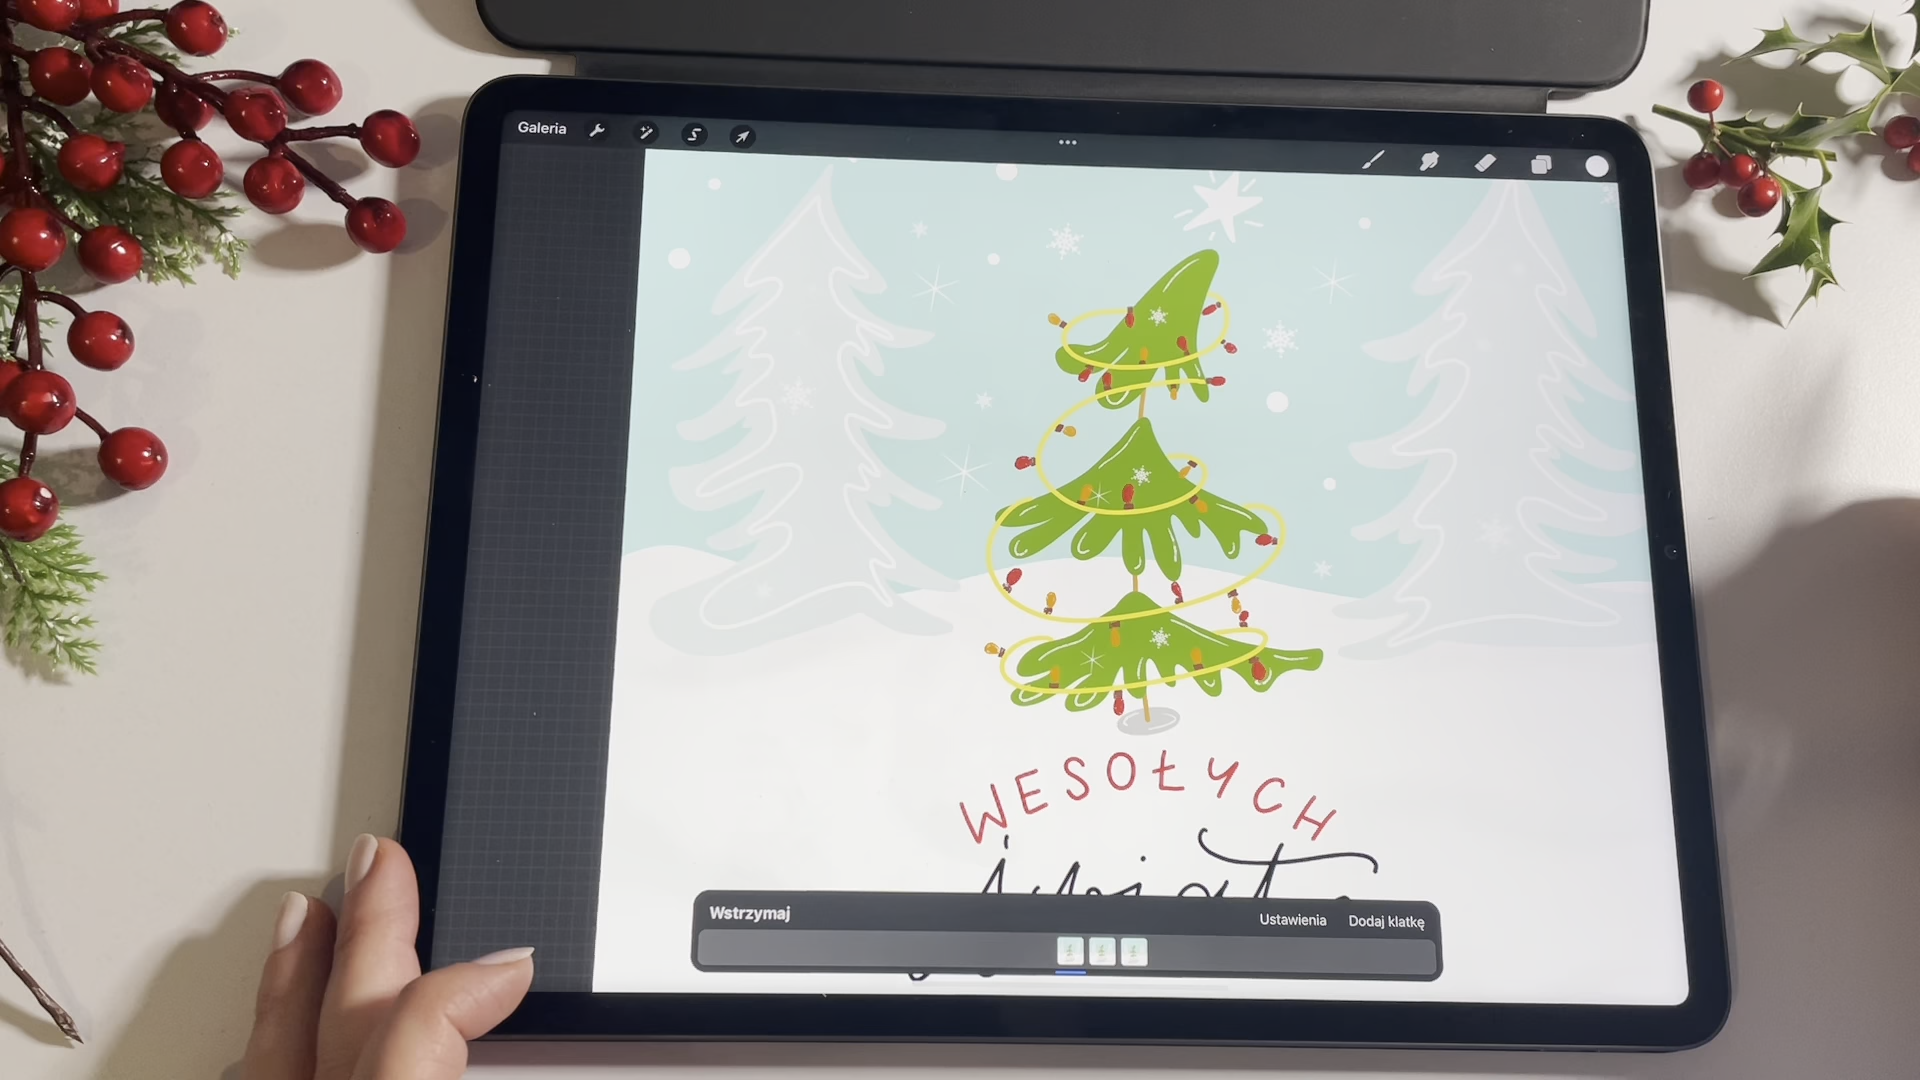 Galeria
WESOŁYCH
Wstrzymaj
Ustawienia
Dodaj klatkę